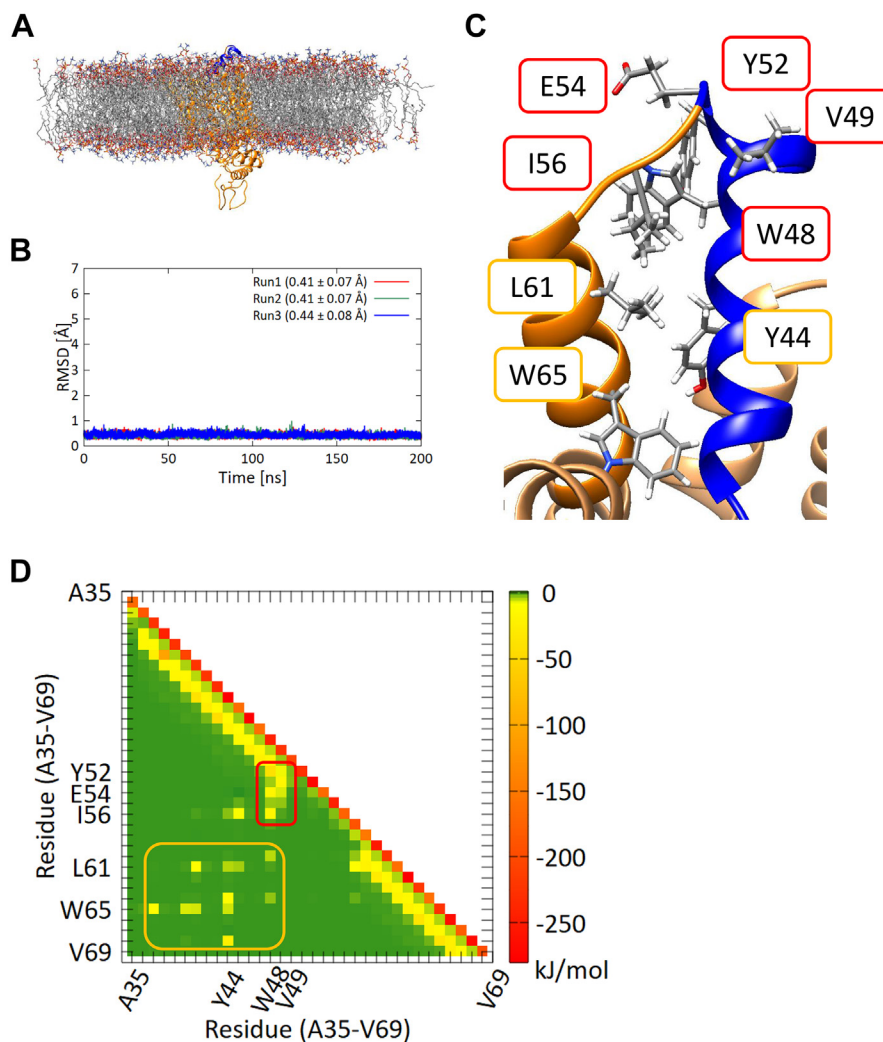 A
B
7
6
5
4
3
2
1
0
RMSD [Å]
Run1 (0.41 ± 0.07 Å)
Run2 (0.41 ± 0.07 Å)
Run3 (0.44 ± 0.08 Å)
0 50 100 150 200
Time [ns]
C
E54
Y52
V49
I56
W48
L61
Y44
W65
D
A35
Y52
E54
I56
L61
W65
V69
Residue (A35-V69)
A35 Y44 W48 V49 V69
Residue (A35-V69)
0
-50
-100
-150
-200
-250
kJ/mol